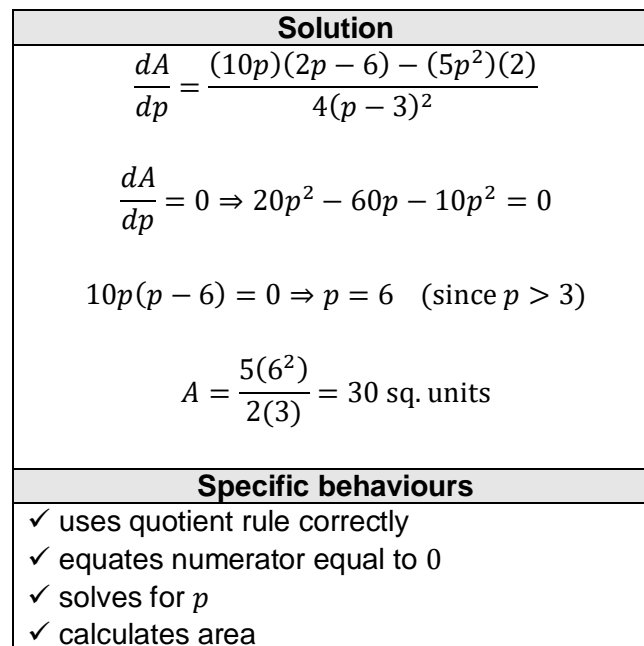 Solution
dA/dp = (10p)(2p − 6) − (5p²)(2) / 4(p − 3)²
dA/dp = 0 ⇒ 20p² − 60p − 10p² = 0
10p(p − 6) = 0 ⇒ p = 6 (since p > 3)
A = 5(6²) / 2(3) = 30 sq. units
Specific behaviours
✓ uses quotient rule correctly
✓ equates numerator equal to 0
✓ solves for p
✓ calculates area